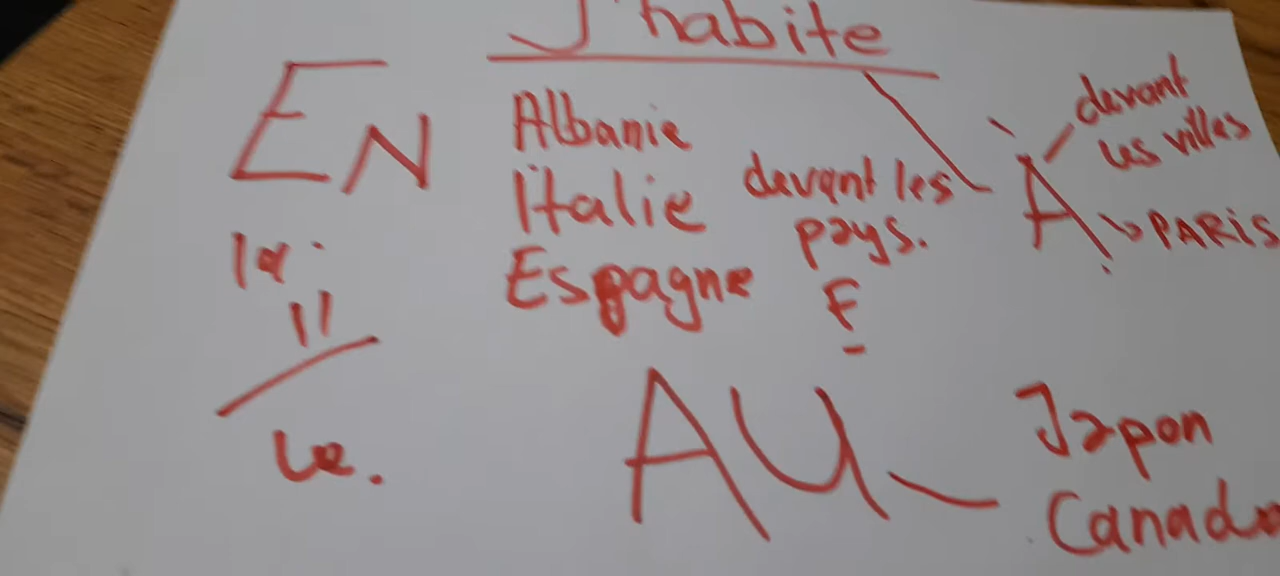 J'habite
EN
Albanie
Italie
Espagne
devant les
pays.
F
À
devant
les villes
PARIS
la
le.
AU
Japon
Canada